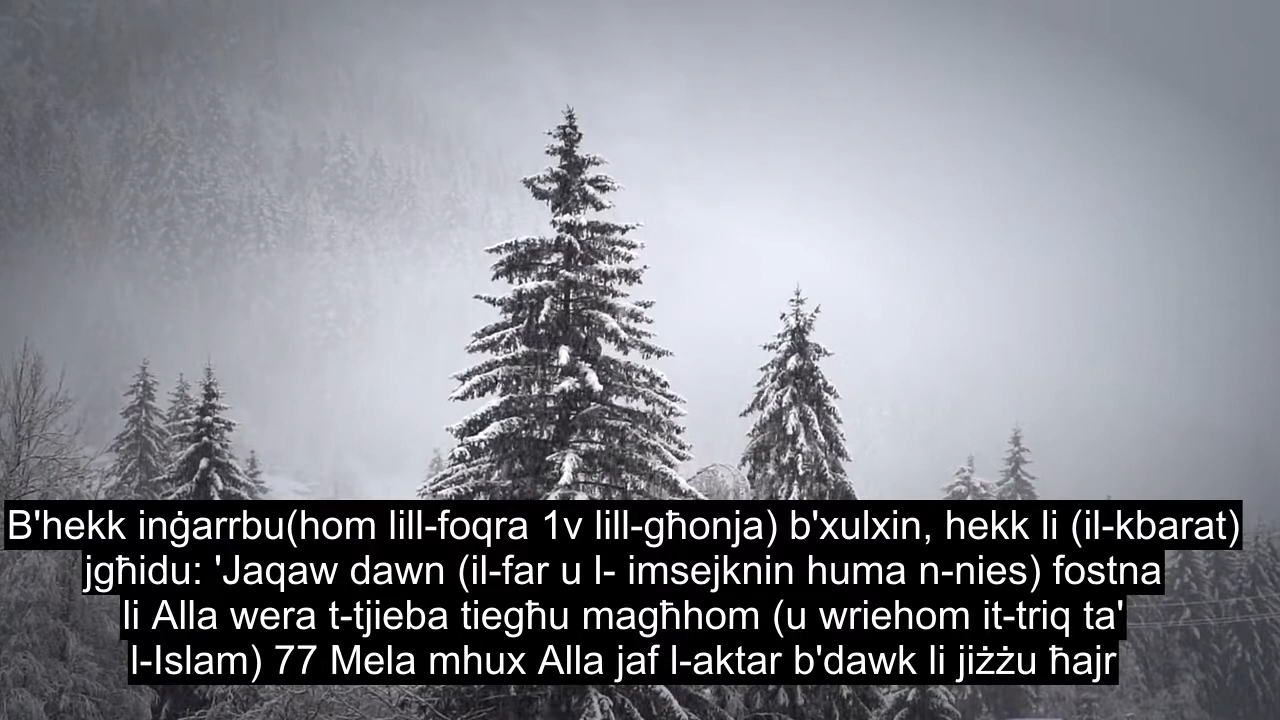 B'hekk inġarrbu(hom lill-foqra 1v lill-għonja) b'xulxin, hekk li (il-kbarat)
jgħidu: 'Jaqaw dawn (il-far u l- imsejknin huma n-nies) fostna
li Alla wera t-tjieba tiegħu magħhom (u wriehom it-triq ta'
l-Islam) 77 Mela mhux Alla jaf l-aktar b'dawk li jiżżu ħajr